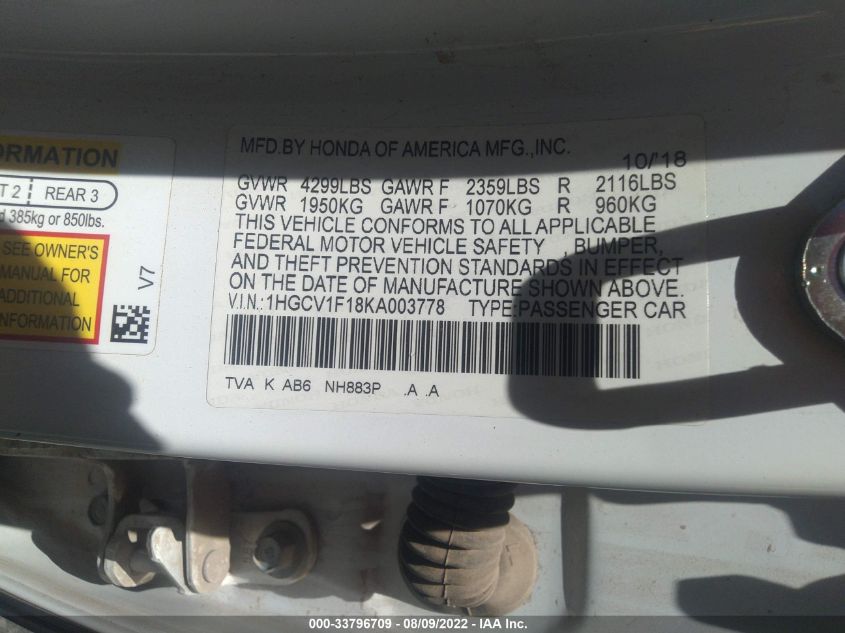 ORMATION
T 2 REAR 3
385kg or 850lbs.
SEE OWNER'S
MANUAL FOR
ADDITIONAL
INFORMATION
V7
MFD.BY HONDA OF AMERICA MFG.,INC.
10/'18
GVWR 4299LBS GAWR F 2359LBS R 2116LBS
GVWR 1950KG GAWR F 1070KG R 960KG
THIS VEHICLE CONFORMS TO ALL APPLICABLE
FEDERAL MOTOR VEHICLE SAFETY , BUMPER,
AND THEFT PREVENTION STANDARDS IN EFFECT
ON THE DATE OF MANUFACTURE SHOWN ABOVE.
V.I.N.:1HGCV1F18KA003778 TYPE:PASSENGER CAR
TVA K AB6 NH883P .A .A
000-33796709 - 08/09/2022 - IAA Inc.